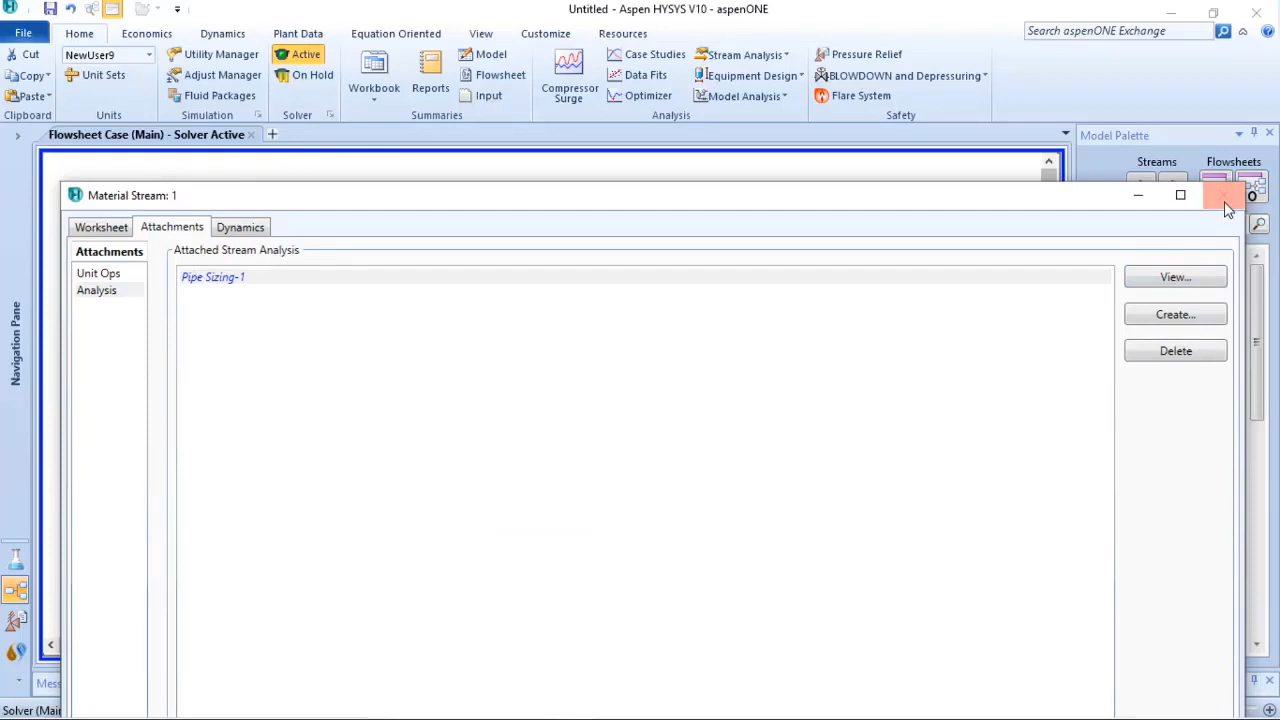 Untitled - Aspen HYSYS V10 - aspenONE
File
Home
Economics
Dynamics
Plant Data
Equation Oriented
View
Customize
Resources
Search aspenONE Exchange
Cut
NewUser9
Utility Manager
Active
Model
Case Studies
Stream Analysis
Pressure Relief
Copy
Unit Sets
Adjust Manager
On Hold
Workbook
Reports
Flowsheet
Compressor
Surge
Data Fits
Equipment Design
BLOWDOWN and Depressuring
Paste
Fluid Packages
Input
Optimizer
Model Analysis
Flare System
Clipboard
Units
Simulation
Solver
Summaries
Analysis
Safety
Flowsheet Case (Main) - Solver Active
Model Palette
Streams
Flowsheets
Material Stream: 1
O
Worksheet
Attachments
Dynamics
Attachments
Attached Stream Analysis
Unit Ops
Pipe Sizing-1
View...
Analysis
Create...
Delete
Navigation Pane
Mes
Solver (Mai